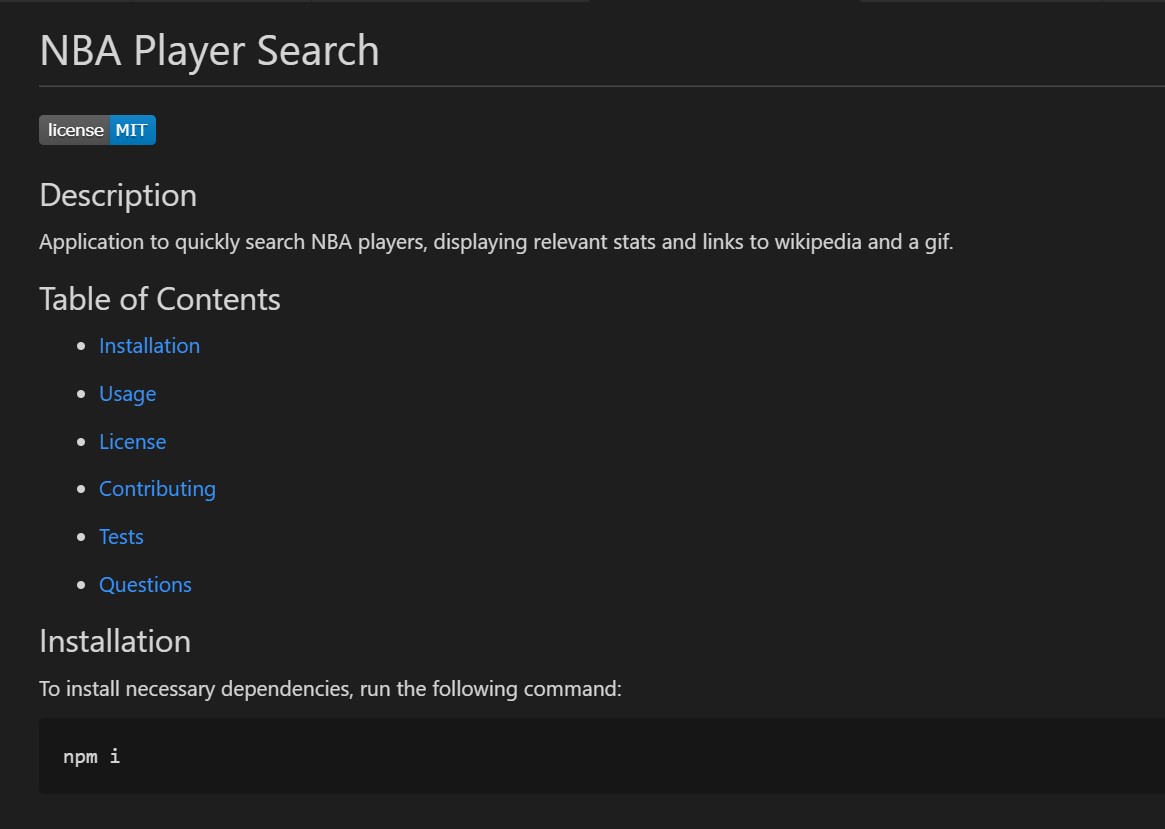 NBA Player Search
license MIT
Description
Application to quickly search NBA players, displaying relevant stats and links to wikipedia and a gif.
Table of Contents
Installation
Usage
License
Contributing
Tests
Questions
Installation
To install necessary dependencies, run the following command:
npm i